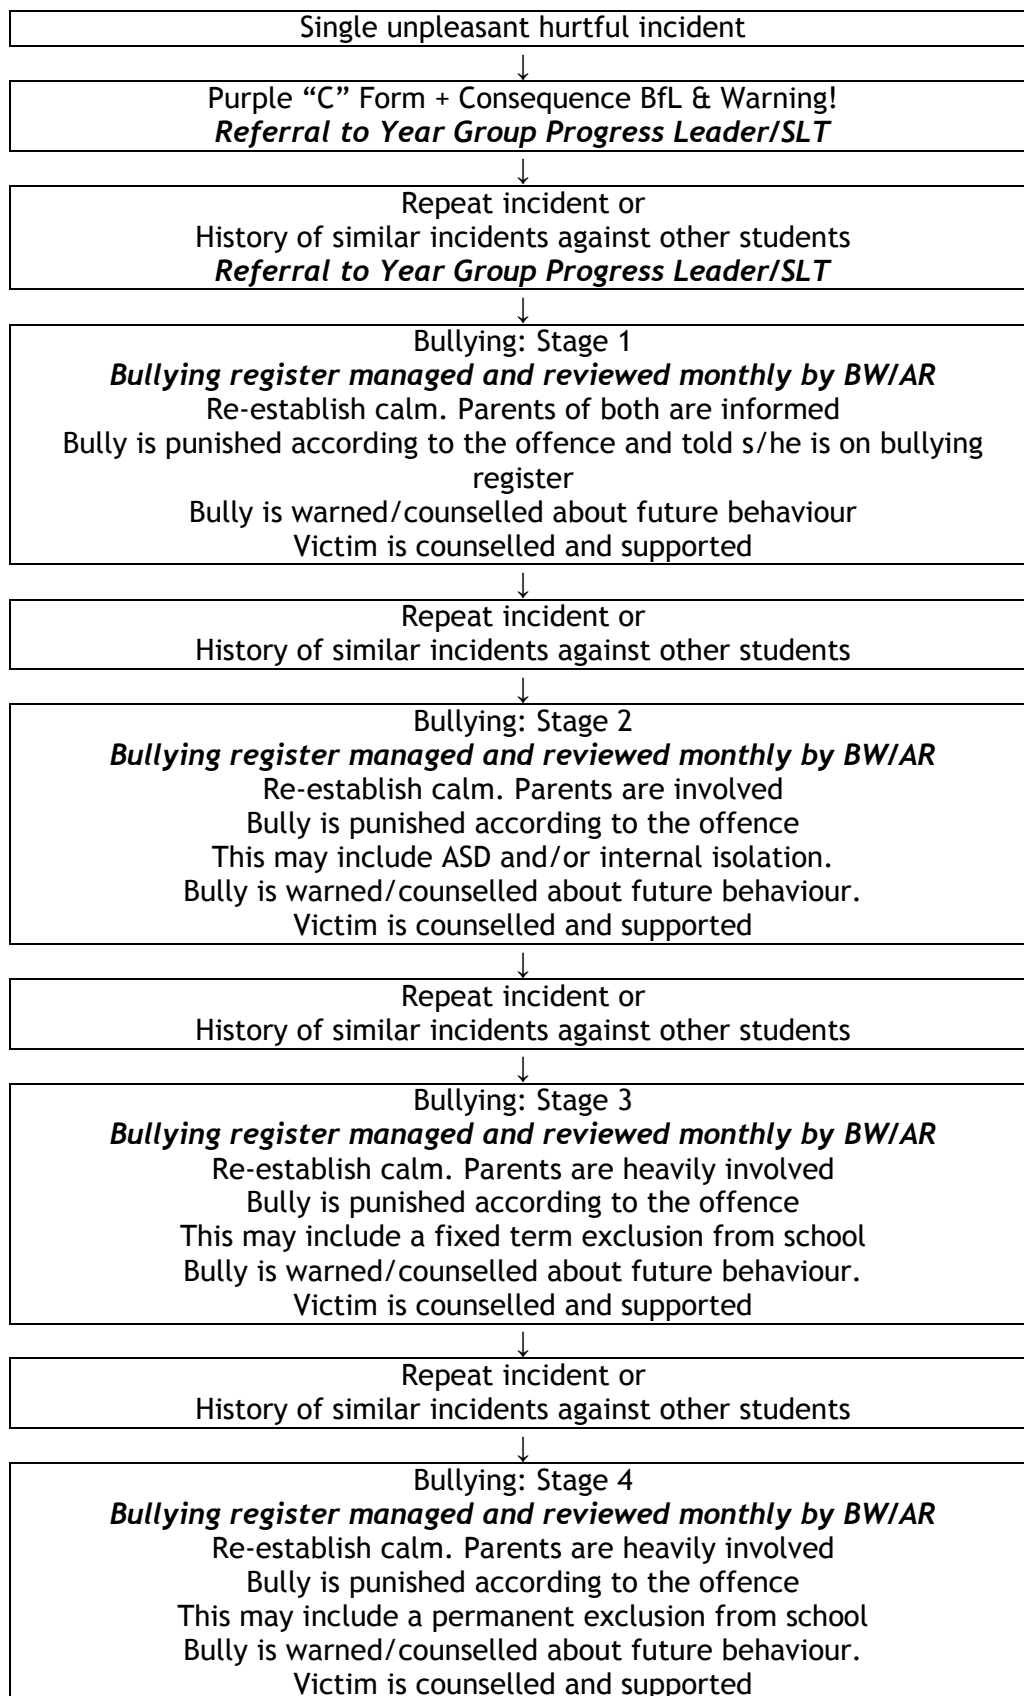 Single unpleasant hurtful incident
↓
Purple “C” Form + Consequence BfL & Warning!
Referral to Year Group Progress Leader/SLT
↓
Repeat incident or
History of similar incidents against other students
Referral to Year Group Progress Leader/SLT
↓
Bullying: Stage 1
Bullying register managed and reviewed monthly by BW/AR
Re-establish calm. Parents of both are informed
Bully is punished according to the offence and told s/he is on bullying
register
Bully is warned/counselled about future behaviour
Victim is counselled and supported
↓
Repeat incident or
History of similar incidents against other students
↓
Bullying: Stage 2
Bullying register managed and reviewed monthly by BW/AR
Re-establish calm. Parents are involved
Bully is punished according to the offence
This may include ASD and/or internal isolation.
Bully is warned/counselled about future behaviour.
Victim is counselled and supported
↓
Repeat incident or
History of similar incidents against other students
↓
Bullying: Stage 3
Bullying register managed and reviewed monthly by BW/AR
Re-establish calm. Parents are heavily involved
Bully is punished according to the offence
This may include a fixed term exclusion from school
Bully is warned/counselled about future behaviour.
Victim is counselled and supported
↓
Repeat incident or
History of similar incidents against other students
↓
Bullying: Stage 4
Bullying register managed and reviewed monthly by BW/AR
Re-establish calm. Parents are heavily involved
Bully is punished according to the offence
This may include a permanent exclusion from school
Bully is warned/counselled about future behaviour.
Victim is counselled and supported